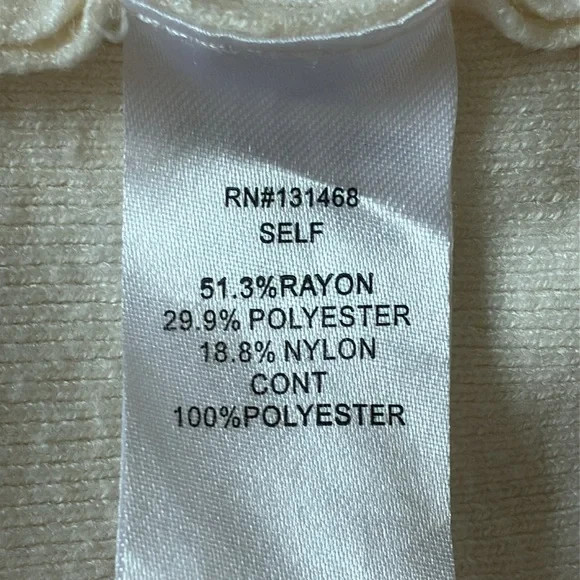 RN#131468
SELF
51.3%RAYON
29.9% POLYESTER
18.8% NYLON
CONT
100%POLYESTER